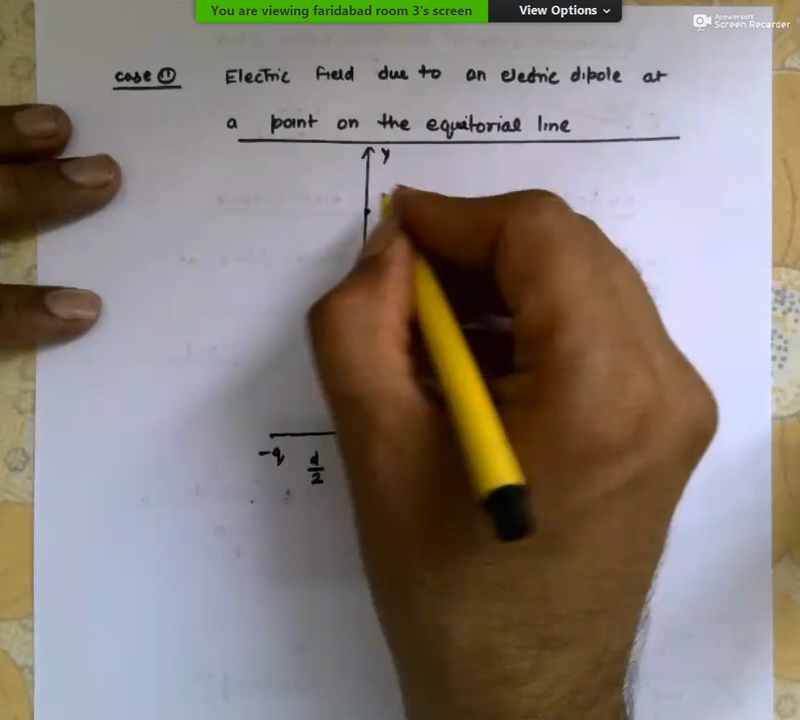 You are viewing faridabad room 3's screen
View Options
Apowersoft
Screen Recorder
case ①
Electric Field due to an electric dipole at
a point on the equitorial line
y
-q
d/2